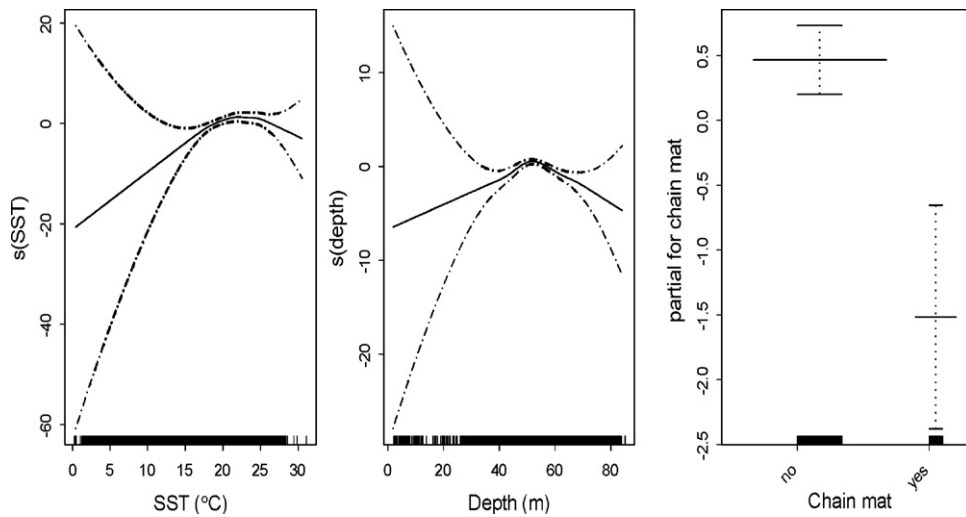 s(SST)
20
0
-20
-40
-60
0 5 10 15 20 25 30
SST (°C)
s(depth)
10
0
-10
-20
0 20 40 60 80
Depth (m)
partial for chain mat
0.5
0.0
-0.5
-1.0
-1.5
-2.0
-2.5
no yes
Chain mat